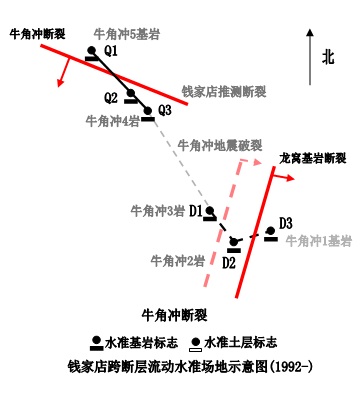 牛角冲断裂
牛角冲5基岩
Q1
北
钱家店推测断裂
Q2
Q3
牛角冲4岩
牛角冲地震破裂
龙窝基岩断裂
牛角冲3岩
D1
D3
牛角冲1基岩
D2
牛角冲2岩
牛角冲断裂
水准基岩标志 水准土层标志
钱家店跨断层流动水准场地示意图(1992-)